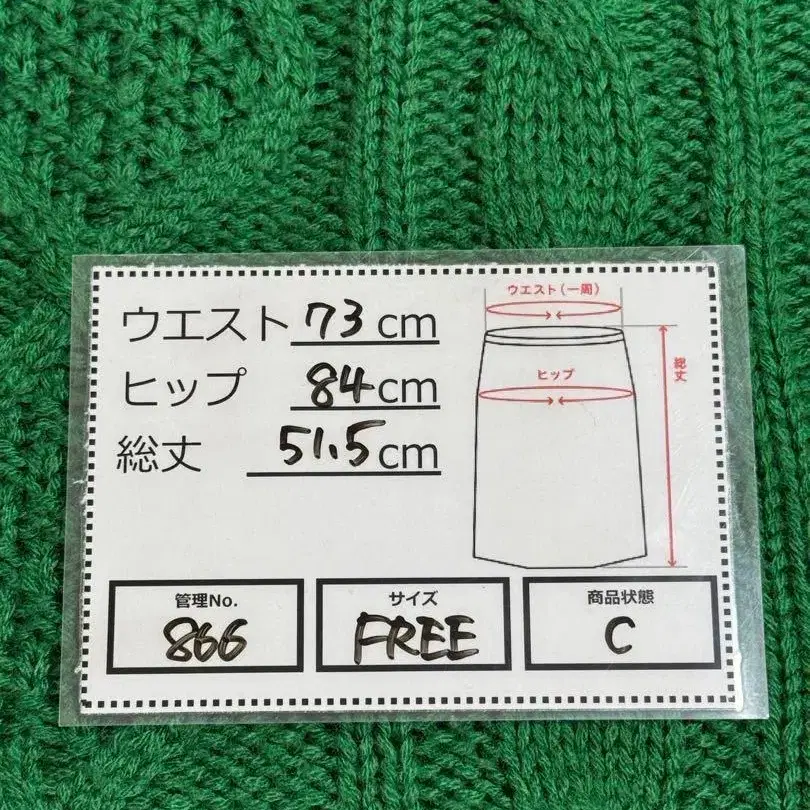 ウエスト 73 cm
ヒップ 84 cm
総丈 51.5 cm
ウエスト(一周)
ヒップ
総丈
管理No.
866
サイズ
FREE
商品状態
C